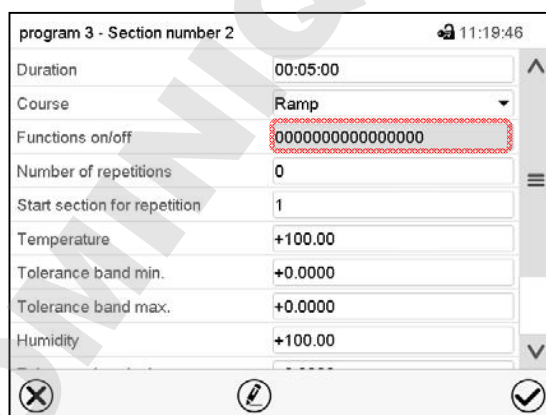 program 3 - Section number 2 11:19:46
Duration 00:05:00
Course Ramp
Functions on/off 0000000000000000
Number of repetitions 0
Start section for repetition 1
Temperature +100.00
Tolerance band min. +0.0000
Tolerance band max. +0.0000
Humidity +100.00